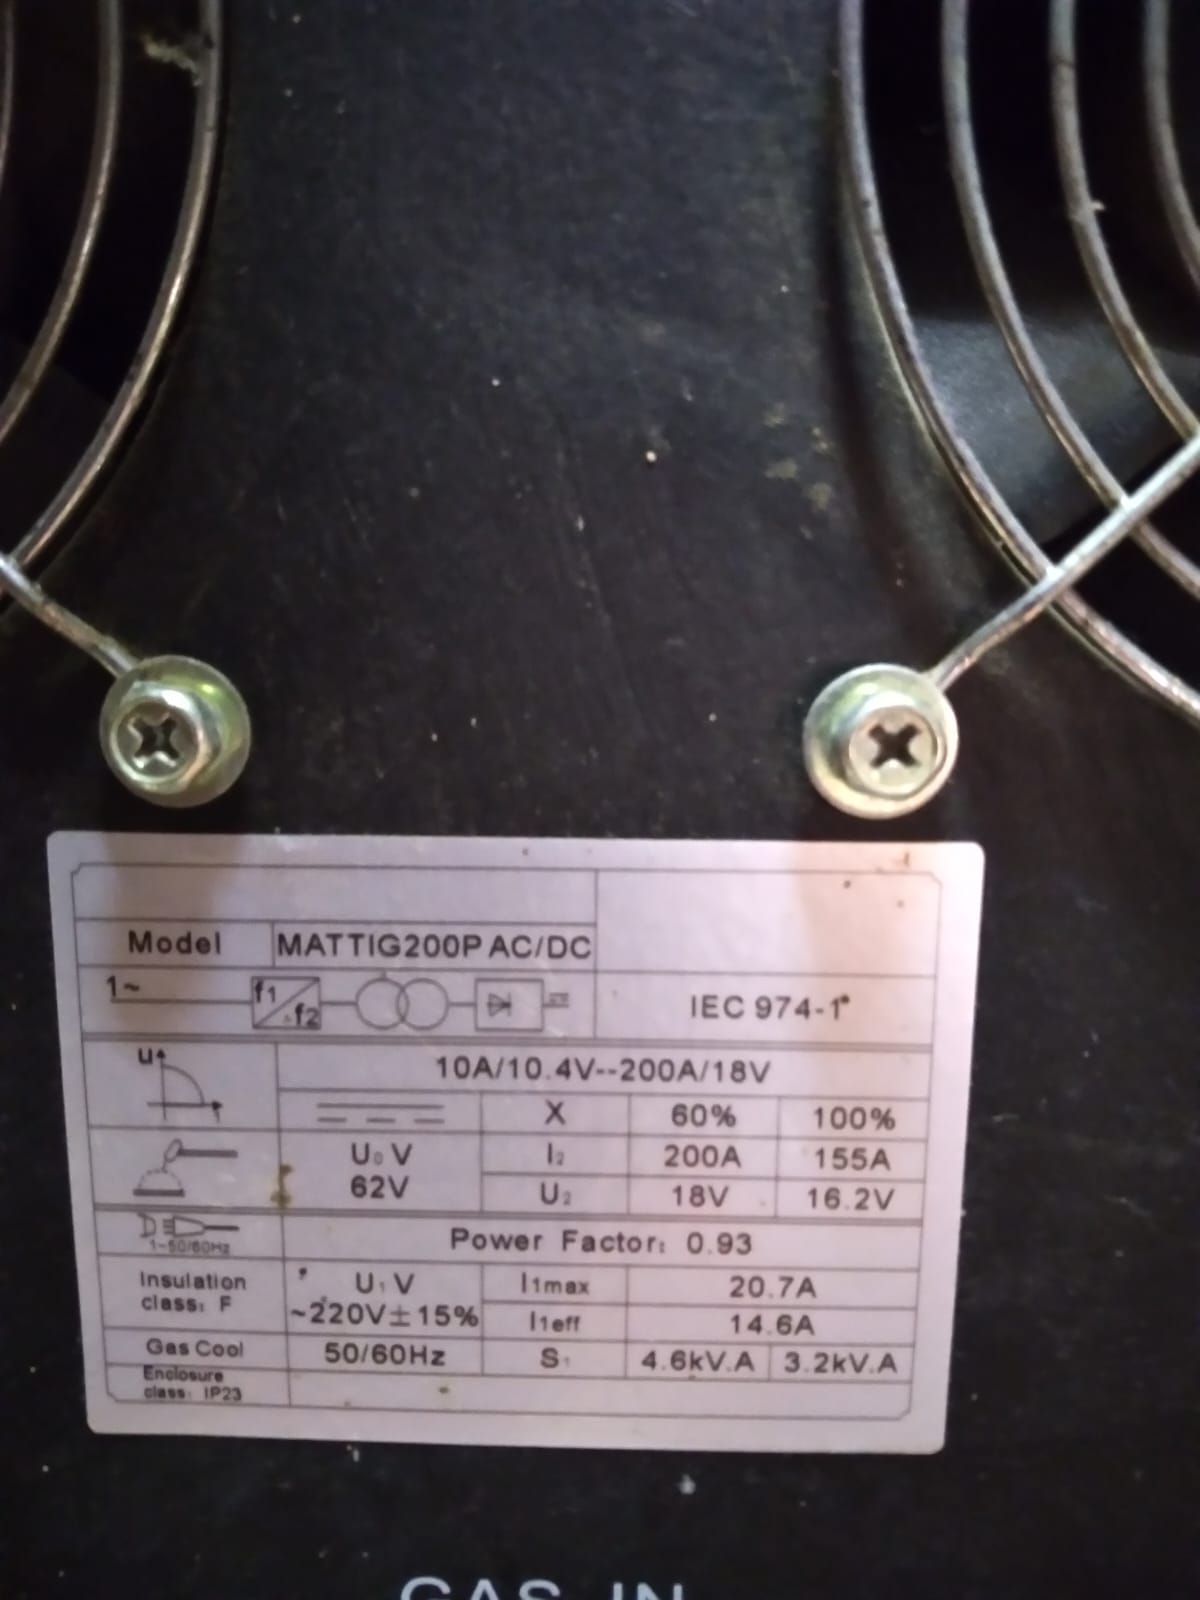 Model MATTIG200P AC/DC
1~ f1 f2 IEC 974-1
U 10A/10.4V--200A/18V
X 60% 100%
U₀ V I₂ 200A 155A
62V U₂ 18V 16.2V
1~50/60Hz Power Factor: 0.93
Insulation class: F U₁ V I1max 20.7A
~220V±15% I1eff 14.6A
Gas Cool 50/60Hz S₁ 4.6kV.A 3.2kV.A
Enclosure
class: IP23
GAS IN